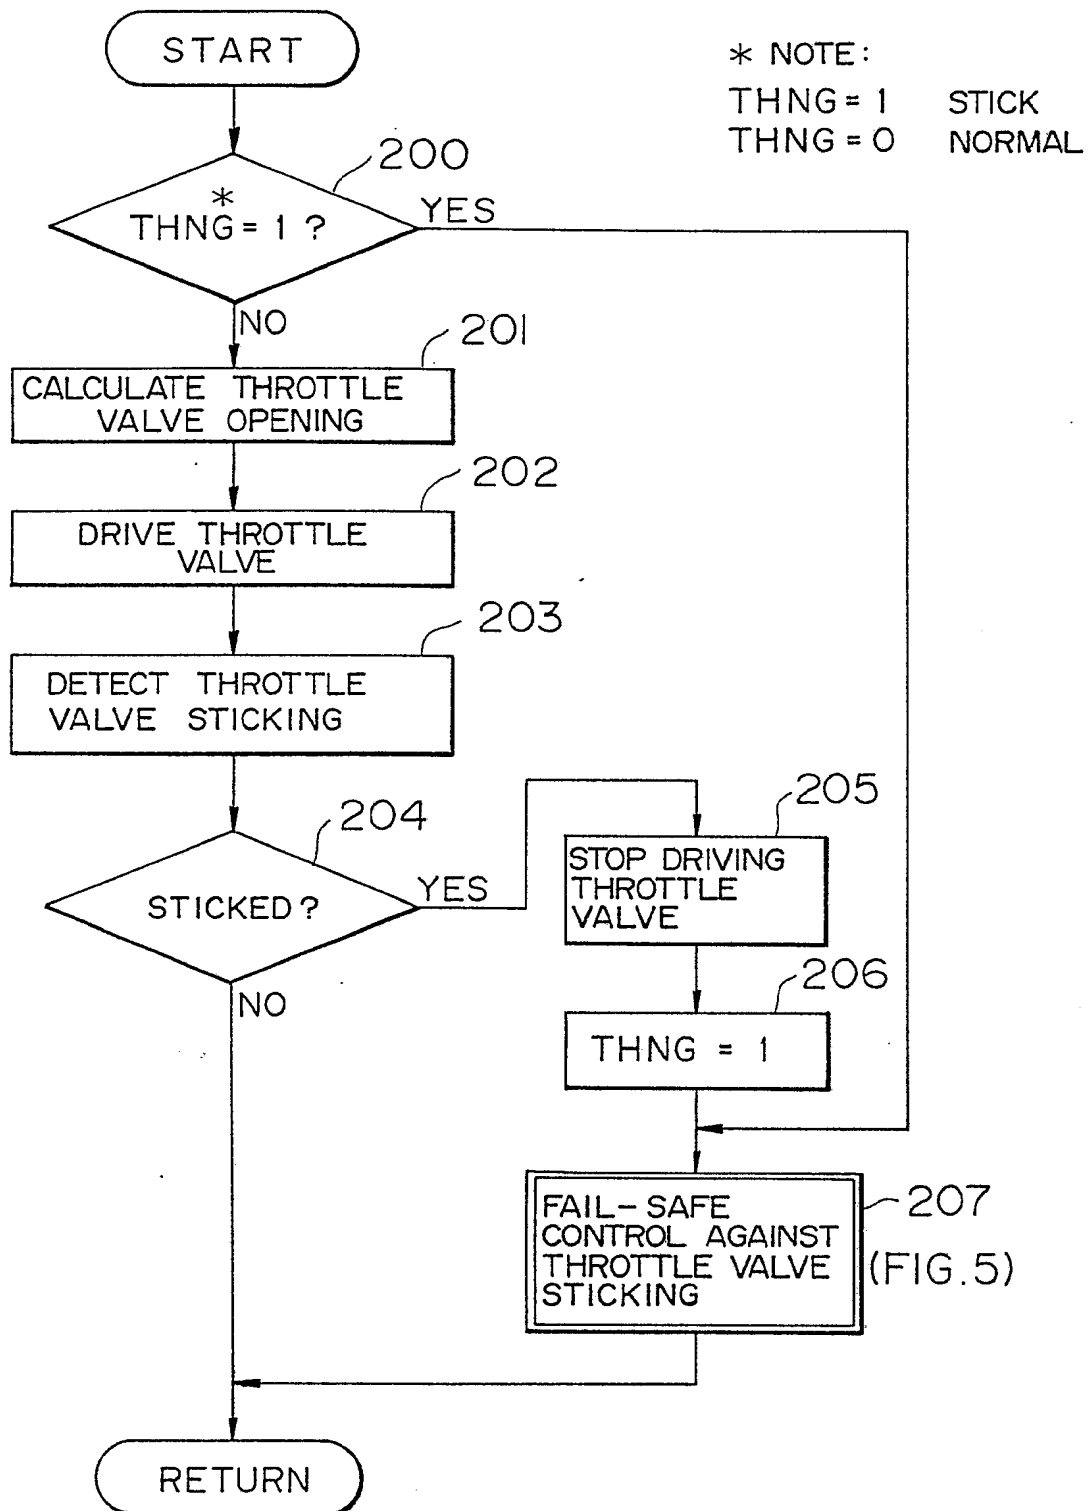 START
* NOTE:
THNG = 1 STICK
THNG = 0 NORMAL
200
*
THNG = 1 ?
YES
NO
201
CALCULATE THROTTLE
VALVE OPENING
202
DRIVE THROTTLE
VALVE
203
DETECT THROTTLE
VALVE STICKING
204
STICKED?
YES
NO
205
STOP DRIVING
THROTTLE
VALVE
206
THNG = 1
207
(FIG.5)
FAIL-SAFE
CONTROL AGAINST
THROTTLE VALVE
STICKING
RETURN